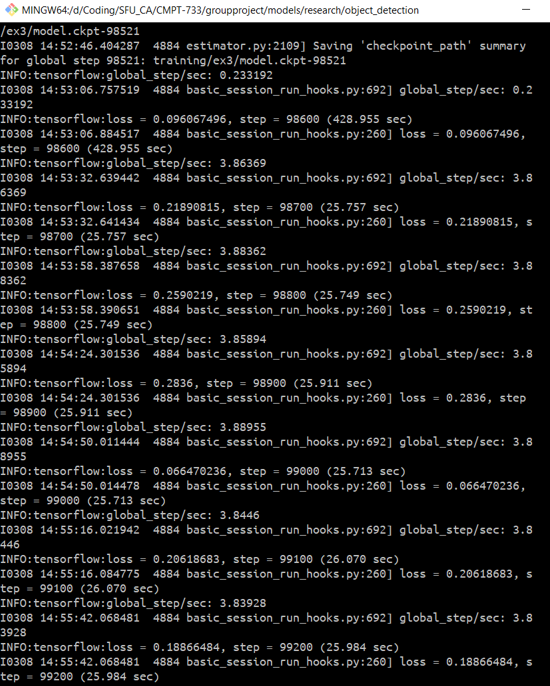 MINGW64:/d/Coding/SFU_CA/CMPT-733/groupproject/models/research/object_detection
/ex3/model.ckpt-98521
I0308 14:52:46.404287  4884 estimator.py:2109] Saving 'checkpoint_path' summary
for global step 98521: training/ex3/model.ckpt-98521
INFO:tensorflow:global_step/sec: 0.233192
I0308 14:53:06.757519  4884 basic_session_run_hooks.py:692] global_step/sec: 0.2
33192
INFO:tensorflow:loss = 0.096067496, step = 98600 (428.955 sec)
I0308 14:53:06.884517  4884 basic_session_run_hooks.py:260] loss = 0.096067496,
step = 98600 (428.955 sec)
INFO:tensorflow:global_step/sec: 3.86369
I0308 14:53:32.639442  4884 basic_session_run_hooks.py:692] global_step/sec: 3.8
6369
INFO:tensorflow:loss = 0.21890815, step = 98700 (25.757 sec)
I0308 14:53:32.641434  4884 basic_session_run_hooks.py:260] loss = 0.21890815, s
tep = 98700 (25.757 sec)
INFO:tensorflow:global_step/sec: 3.88362
I0308 14:53:58.387658  4884 basic_session_run_hooks.py:692] global_step/sec: 3.8
8362
INFO:tensorflow:loss = 0.2590219, step = 98800 (25.749 sec)
I0308 14:53:58.390651  4884 basic_session_run_hooks.py:260] loss = 0.2590219, st
ep = 98800 (25.749 sec)
INFO:tensorflow:global_step/sec: 3.85894
I0308 14:54:24.301536  4884 basic_session_run_hooks.py:692] global_step/sec: 3.8
5894
INFO:tensorflow:loss = 0.2836, step = 98900 (25.911 sec)
I0308 14:54:24.301536  4884 basic_session_run_hooks.py:260] loss = 0.2836, step
= 98900 (25.911 sec)
INFO:tensorflow:global_step/sec: 3.88955
I0308 14:54:50.011444  4884 basic_session_run_hooks.py:692] global_step/sec: 3.8
8955
INFO:tensorflow:loss = 0.066470236, step = 99000 (25.713 sec)
I0308 14:54:50.014478  4884 basic_session_run_hooks.py:260] loss = 0.066470236,
step = 99000 (25.713 sec)
INFO:tensorflow:global_step/sec: 3.8446
I0308 14:55:16.021942  4884 basic_session_run_hooks.py:692] global_step/sec: 3.8
446
INFO:tensorflow:loss = 0.20618683, step = 99100 (26.070 sec)
I0308 14:55:16.084775  4884 basic_session_run_hooks.py:260] loss = 0.20618683, s
tep = 99100 (26.070 sec)
INFO:tensorflow:global_step/sec: 3.83928
I0308 14:55:42.068481  4884 basic_session_run_hooks.py:692] global_step/sec: 3.8
3928
INFO:tensorflow:loss = 0.18866484, step = 99200 (25.984 sec)
I0308 14:55:42.068481  4884 basic_session_run_hooks.py:260] loss = 0.18866484, s
tep = 99200 (25.984 sec)